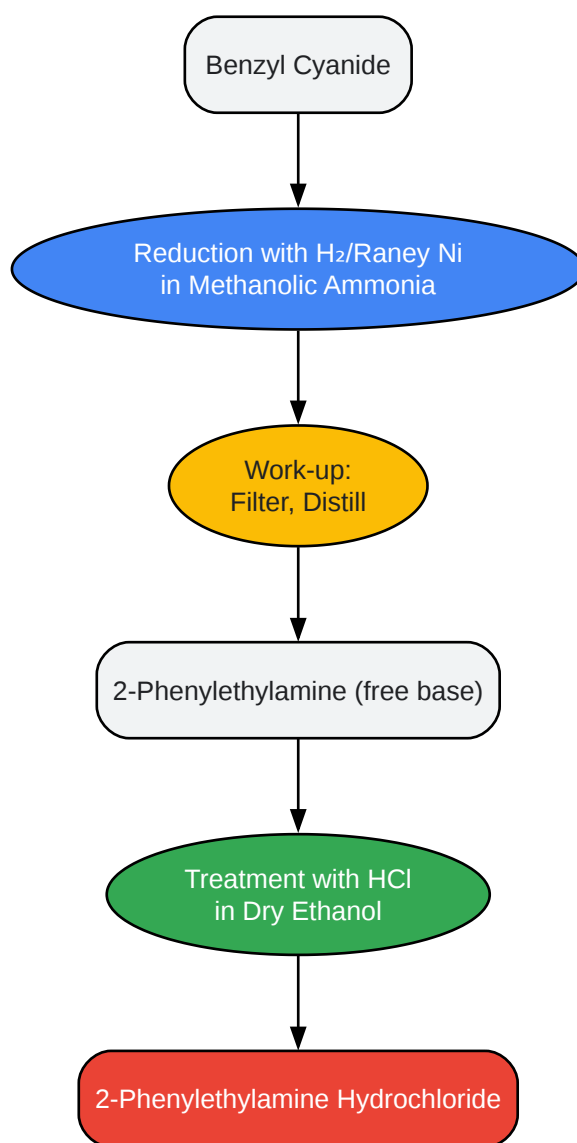 Benzyl Cyanide
Reduction with H₂/Raney Ni
in Methanolic Ammonia
Work-up:
Filter, Distill
2-Phenylethylamine (free base)
Treatment with HCl
in Dry Ethanol
2-Phenylethylamine Hydrochloride